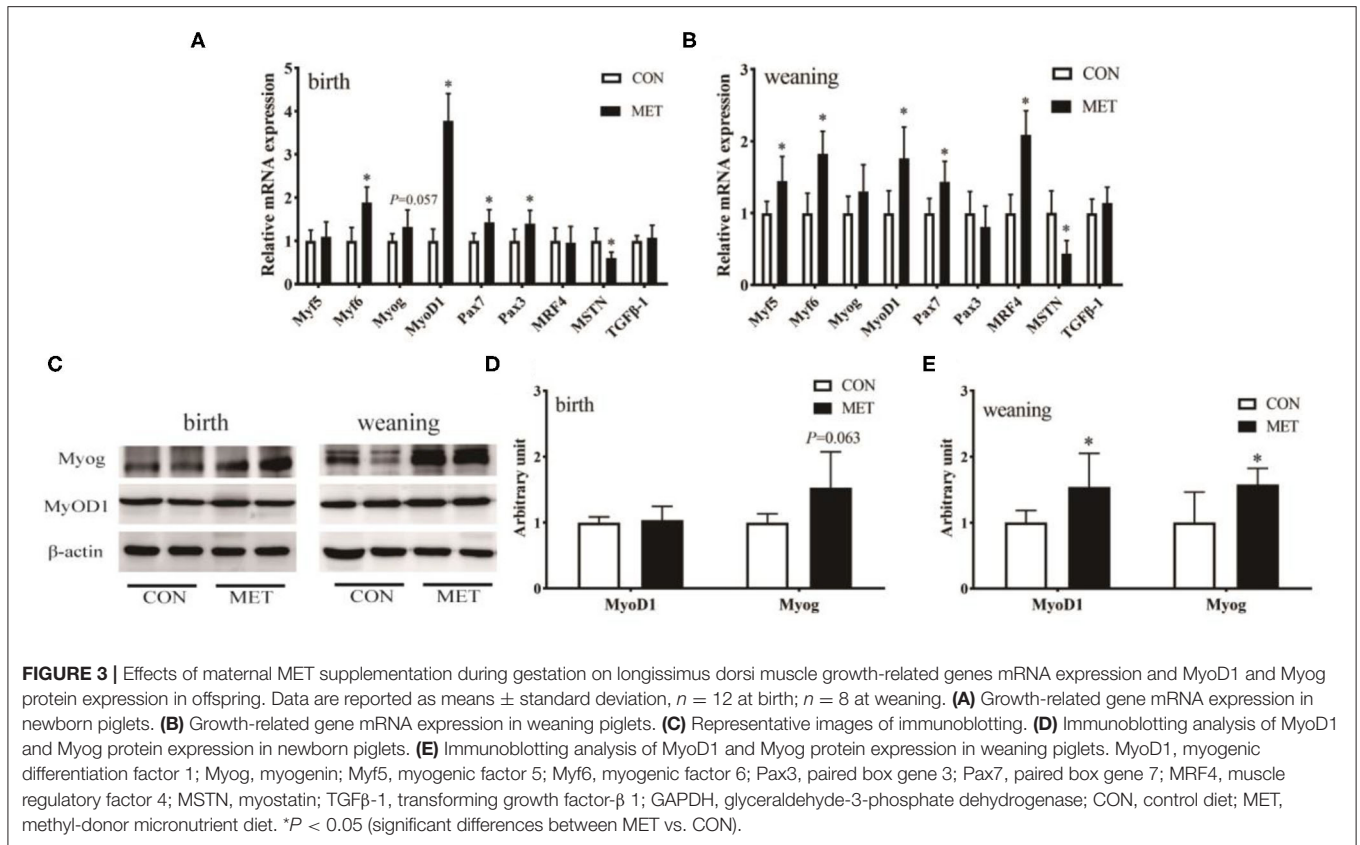 A
birth
CON
MET
Relative mRNA expression
5
4
3
2
1
0
*
P=0.057
*
*
*
*
Myf5
Myf6
Myog
MyoD1
Pax7
Pax3
MRF4
MSTN
TGFβ-1
B
weaning
CON
MET
Relative mRNA expression
3
2
1
0
*
*
*
*
*
*
Myf5
Myf6
Myog
MyoD1
Pax7
Pax3
MRF4
MSTN
TGFβ-1
C
birth
weaning
Myog
MyOD1
β-actin
CON
MET
CON
MET
D
birth
CON
MET
Arbitrary unit
3
2
1
0
P=0.063
MyoD1
Myog
E
weaning
CON
MET
Arbitrary unit
3
2
1
0
*
*
MyoD1
Myog
FIGURE 3 | Effects of maternal MET supplementation during gestation on longissimus dorsi muscle growth-related genes mRNA expression and MyoD1 and Myog
protein expression in offspring. Data are reported as means ± standard deviation, n = 12 at birth; n = 8 at weaning. (A) Growth-related gene mRNA expression in
newborn piglets. (B) Growth-related gene mRNA expression in weaning piglets. (C) Representative images of immunoblotting. (D) Immunoblotting analysis of MyoD1
and Myog protein expression in newborn piglets. (E) Immunoblotting analysis of MyoD1 and Myog protein expression in weaning piglets. MyoD1, myogenic
differentiation factor 1; Myog, myogenin; Myf5, myogenic factor 5; Myf6, myogenic factor 6; Pax3, paired box gene 3; Pax7, paired box gene 7; MRF4, muscle
regulatory factor 4; MSTN, myostatin; TGFβ-1, transforming growth factor-β 1; GAPDH, glyceraldehyde-3-phosphate dehydrogenase; CON, control diet; MET,
methyl-donor micronutrient diet. *P < 0.05 (significant differences between MET vs. CON).